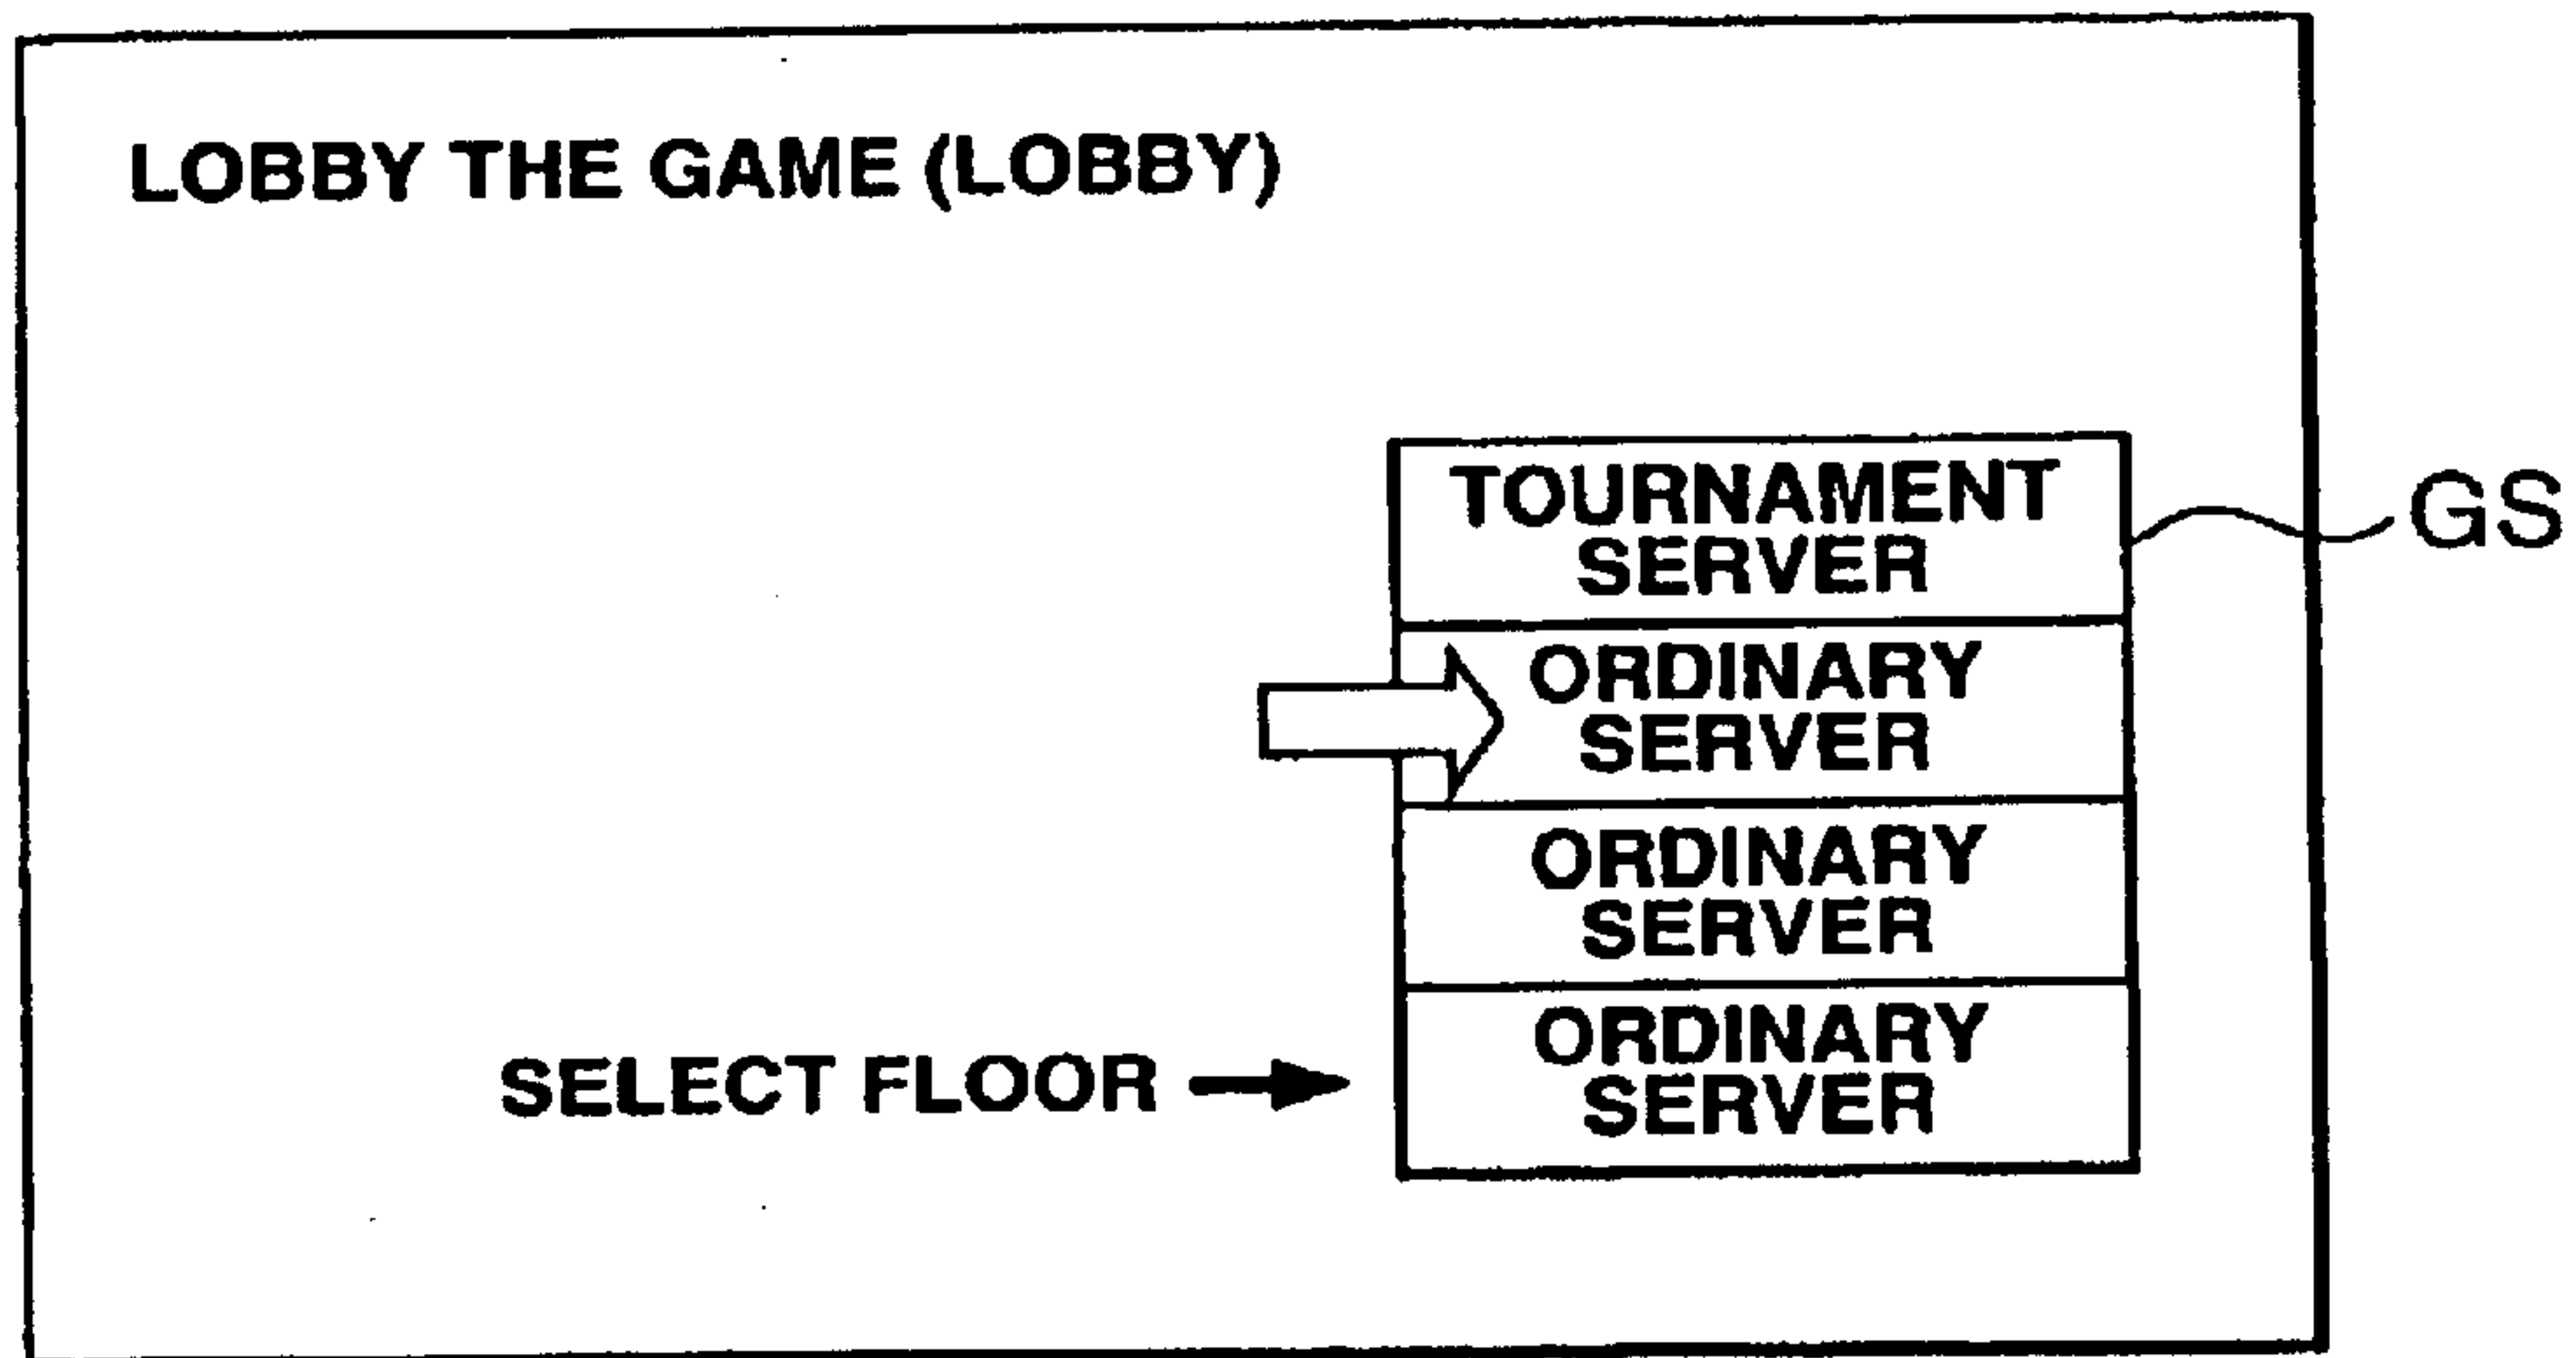 LOBBY THE GAME (LOBBY)
TOURNAMENT
SERVER
GS
ORDINARY
SERVER
ORDINARY
SERVER
SELECT FLOOR
ORDINARY
SERVER